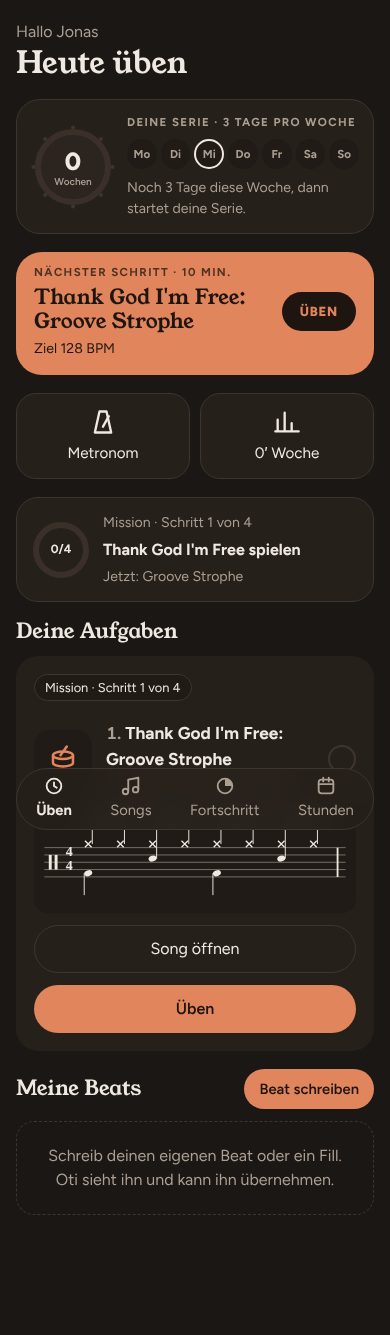 Hallo Jonas
Heute üben
DEINE SERIE · 3 TAGE PRO WOCHE
0
Wochen
Mo Di Mi Do Fr Sa So
Noch 3 Tage diese Woche, dann
startet deine Serie.
NÄCHSTER SCHRITT · 10 MIN.
Thank God I'm Free:
Groove Strophe
ÜBEN
Ziel 128 BPM
Metronom
0' Woche
0/4
Mission · Schritt 1 von 4
Thank God I'm Free spielen
Jetzt: Groove Strophe
Deine Aufgaben
Mission · Schritt 1 von 4
1. Thank God I'm Free:
Groove Strophe
Üben Songs Fortschritt Stunden
4
4
Song öffnen
Üben
Meine Beats
Beat schreiben
Schreib deinen eigenen Beat oder ein Fill.
Oti sieht ihn und kann ihn übernehmen.